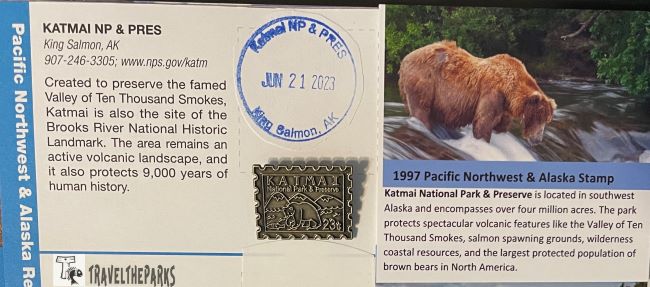 Pacific Northwest & Alaska Re
KATMAI NP & PRES
King Salmon, AK
907-246-3305; www.nps.gov/katm
Created to preserve the famed
Valley of Ten Thousand Smokes,
Katmai is also the site of the
Brooks River National Historic
Landmark. The area remains an
active volcanic landscape, and
it also protects 9,000 years of
human history.
TRAVELTHEPARKS
Katmai NP & PRES
JUN 21 2023
King Salmon, AK
KATMAI
National Park & Preserve
23¢
1997 Pacific Northwest & Alaska Stamp
Katmai National Park & Preserve is located in southwest
Alaska and encompasses over four million acres. The park
protects spectacular volcanic features like the Valley of Ten
Thousand Smokes, salmon spawning grounds, wilderness
coastal resources, and the largest protected population of
brown bears in North America.